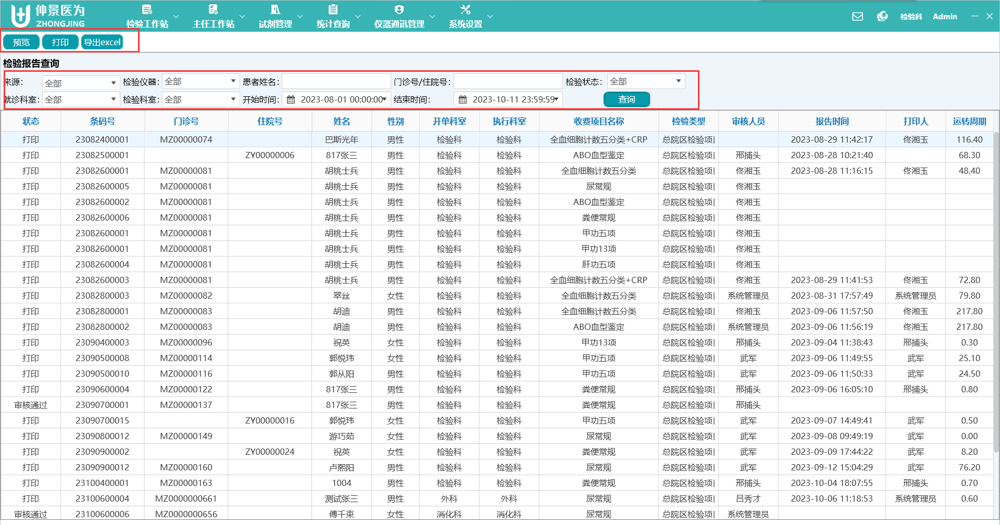 仲景医为
ZHONGJING
检验工作站 主任工作站 试剂管理 统计查询 仪器通讯管理 系统设置 检验科 Admin
预览 打印 导出excel
检验报告查询
来源: 全部 检验仪器: 全部 患者姓名: 门诊号/住院号: 检验状态: 全部
就诊科室: 全部 检验科室: 全部 开始时间: 2023-08-01 00:00:00 结束时间: 2023-10-11 23:59:59 查询
状态 条码号 门诊号 住院号 姓名 性别 开单科室 执行科室 收费项目名称 检验类型 审核人员 报告时间 打印人 运转周期
打印 23082400001 MZ00000074 巴斯光年 男性 检验科 检验科 全血细胞计数五分类+CRP 总院区检验项 2023-08-29 11:42:17 佟湘玉 116.40
打印 23082500001 ZY00000006 817张三 男性 检验科 检验科 ABO血型鉴定 总院区检验项 邢捕头 2023-08-28 10:21:40 68.30
打印 23082600001 MZ00000081 胡桃士兵 男性 检验科 检验科 全血细胞计数五分类 总院区检验项 佟湘玉 2023-08-28 11:16:15 佟湘玉 48.40
打印 23082600005 MZ00000081 胡桃士兵 男性 检验科 检验科 尿常规 总院区检验项 佟湘玉
打印 23082600002 MZ00000081 胡桃士兵 男性 检验科 检验科 ABO血型鉴定 总院区检验项 佟湘玉
打印 23082600006 MZ00000081 胡桃士兵 男性 检验科 检验科 粪便常规 总院区检验项 佟湘玉
打印 23082600001 MZ00000081 胡桃士兵 男性 检验科 检验科 甲功五项 总院区检验项 佟湘玉
打印 23082600001 MZ00000081 胡桃士兵 男性 检验科 检验科 甲功13项 总院区检验项 佟湘玉
打印 23082600004 MZ00000081 胡桃士兵 男性 检验科 检验科 肝功五项 总院区检验项 佟湘玉
打印 23082600003 MZ00000081 胡桃士兵 男性 检验科 检验科 全血细胞计数五分类+CRP 总院区检验项 佟湘玉 2023-08-29 11:41:53 佟湘玉 72.80
打印 23082800003 MZ00000082 翠丝 女性 检验科 检验科 全血细胞计数五分类 总院区检验项 系统管理员 2023-08-31 17:57:49 系统管理员 79.80
打印 23082800001 MZ00000083 胡迪 男性 检验科 检验科 全血细胞计数五分类 总院区检验项 佟湘玉 2023-09-06 11:57:50 佟湘玉 217.80
打印 23082800002 MZ00000083 胡迪 男性 检验科 检验科 ABO血型鉴定 总院区检验项 系统管理员 2023-09-06 11:56:19 佟湘玉 217.80
打印 23090400003 MZ00000096 祝英 女性 检验科 检验科 甲功13项 总院区检验项 邢捕头 2023-09-04 11:38:43 邢捕头 0.30
打印 23090500008 MZ00000114 郭悦玮 女性 检验科 检验科 甲功五项 总院区检验项 武军 2023-09-06 11:49:55 武军 25.10
打印 23090500010 MZ00000116 郭从阳 男性 检验科 检验科 甲功五项 总院区检验项 武军 2023-09-06 11:50:33 武军 24.50
打印 23090600004 MZ00000122 817张三 男性 检验科 检验科 粪便常规 总院区检验项 邢捕头 2023-09-06 16:05:10 邢捕头 0.80
审核通过 23090700001 MZ00000137 817张三 男性 检验科 检验科 粪便常规 总院区检验项 邢捕头
打印 23090700015 ZY00000016 郭悦玮 女性 检验科 检验科 甲功五项 总院区检验项 武军 2023-09-07 14:49:41 武军 0.50
打印 23090800012 MZ00000149 游巧茹 女性 检验科 检验科 尿常规 总院区检验项 武军 2023-09-08 09:49:19 武军 0.00
打印 23090900002 ZY00000024 祝英 女性 检验科 检验科 粪便常规 总院区检验项 武军 2023-09-09 17:44:22 武军 8.20
打印 23090900012 MZ00000160 卢熙阳 男性 检验科 检验科 尿常规 总院区检验项 武军 2023-09-12 15:04:29 武军 76.20
打印 23100400001 MZ00000163 1004 男性 检验科 检验科 粪便常规 总院区检验项 邢捕头 2023-10-04 18:07:55 邢捕头 0.70
打印 23100600004 MZ0000000661 测试张三 男性 外科 外科 尿常规 总院区检验项 吕秀才 2023-10-06 11:18:53 系统管理员 0.60
审核通过 23100600006 MZ0000000656 傅千束 女性 消化科 消化科 尿常规 总院区检验项 系统管理员